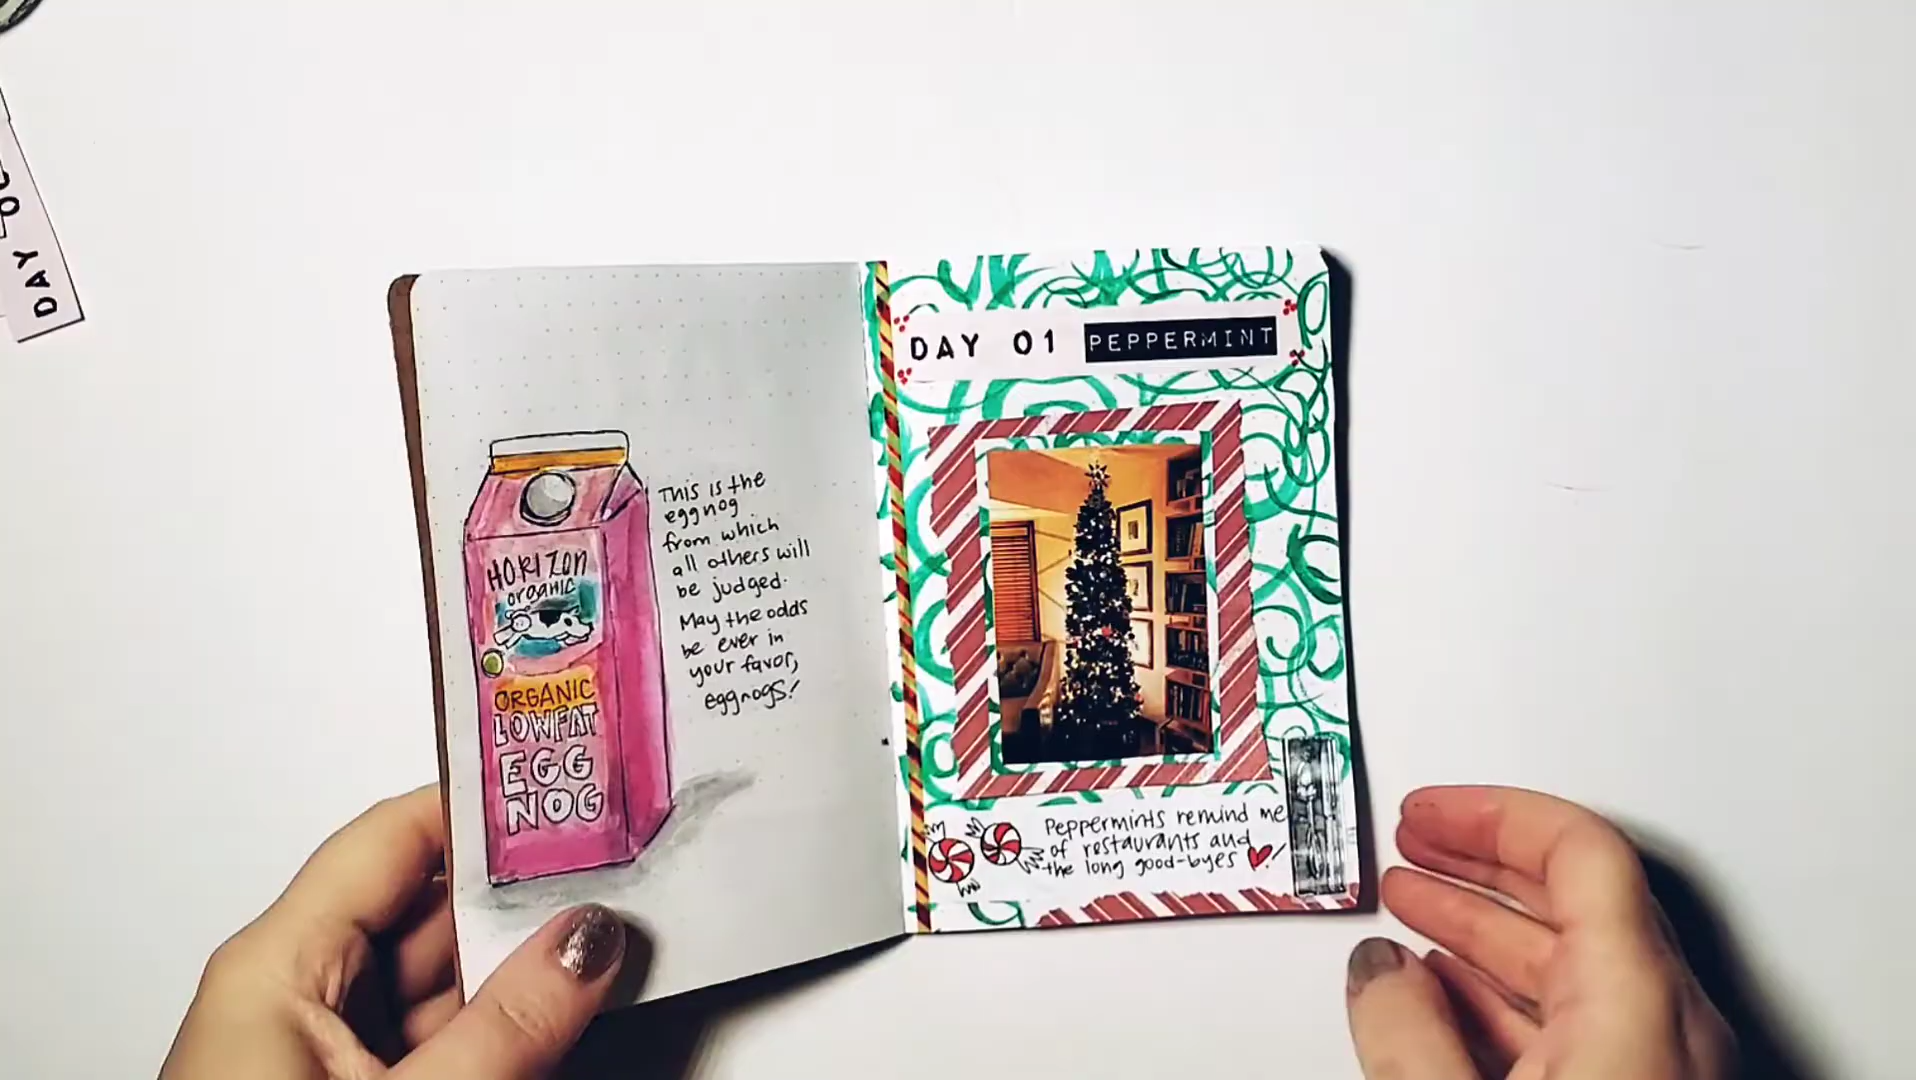 DAY
HORIZON
organic
ORGANIC
LOWFAT
EGG
NOG
This is the
eggnog
from which
all others will
be judged.
May the odds
be ever in
your favor,
eggnogs!
DAY 01 PEPPERMINT
Peppermints remind me
of restaurants and
the long good-byes